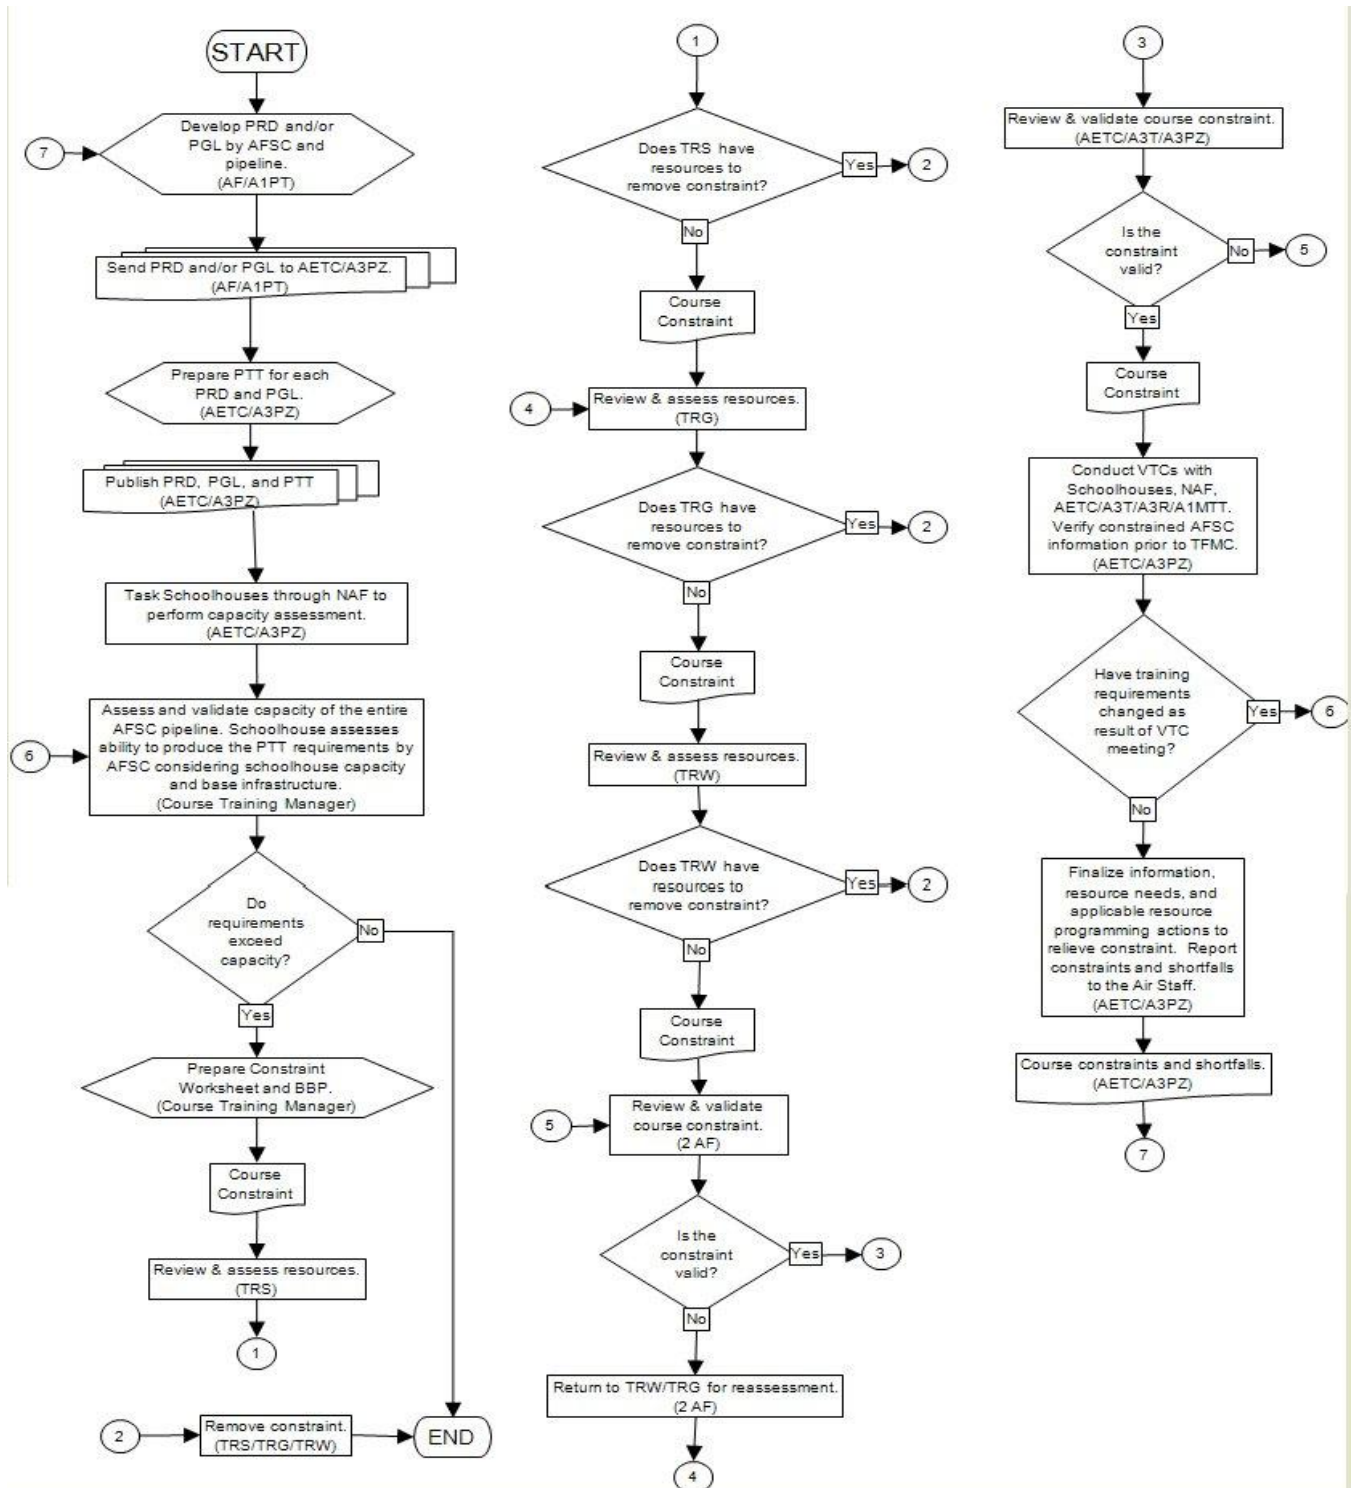 START
7
Develop PRD and/or
PGL by AFSC and
pipeline.
(AF/A1PT)
Send PRD and/or PGL to AETC/A3PZ.
(AF/A1PT)
Prepare PTT for each
PRD and PGL.
(AETC/A3PZ)
Publish PRD, PGL, and PTT
(AETC/A3PZ)
Task Schoolhouses through NAF to
perform capacity assessment.
(AETC/A3PZ)
6
Assess and validate capacity of the entire
AFSC pipeline. Schoolhouse assesses
ability to produce the PTT requirements by
AFSC considering schoolhouse capacity
and base infrastructure.
(Course Training Manager)
Do
requirements
exceed
capacity?
No
Yes
Prepare Constraint
Worksheet and BBP.
(Course Training Manager)
Course
Constraint
Review & assess resources.
(TRS)
1
2
Remove constraint.
(TRS/TRG/TRW)
END
1
Does TRS have
resources to
remove constraint?
Yes
2
No
Course
Constraint
4
Review & assess resources.
(TRG)
Does TRG have
resources to
remove constraint?
Yes
2
No
Course
Constraint
Review & assess resources.
(TRW)
Does TRW have
resources to
remove constraint?
Yes
2
No
Course
Constraint
5
Review & validate
course constraint.
(2 AF)
Is the
constraint
valid?
Yes
3
No
Return to TRW/TRG for reassessment.
(2 AF)
4
3
Review & validate course constraint.
(AETC/A3T/A3PZ)
Is the
constraint
valid?
No
5
Yes
Course
Constraint
Conduct VTCs with
Schoolhouses, NAF,
AETC/A3T/A3R/A1MTT.
Verify constrained AFSC
information prior to TFMC.
(AETC/A3PZ)
Have training
requirements
changed as
result of VTC
meeting?
Yes
6
No
Finalize information,
resource needs, and
applicable resource
programming actions to
relieve constraint. Report
constraints and shortfalls
to the Air Staff.
(AETC/A3PZ)
Course constraints and shortfalls.
(AETC/A3PZ)
7